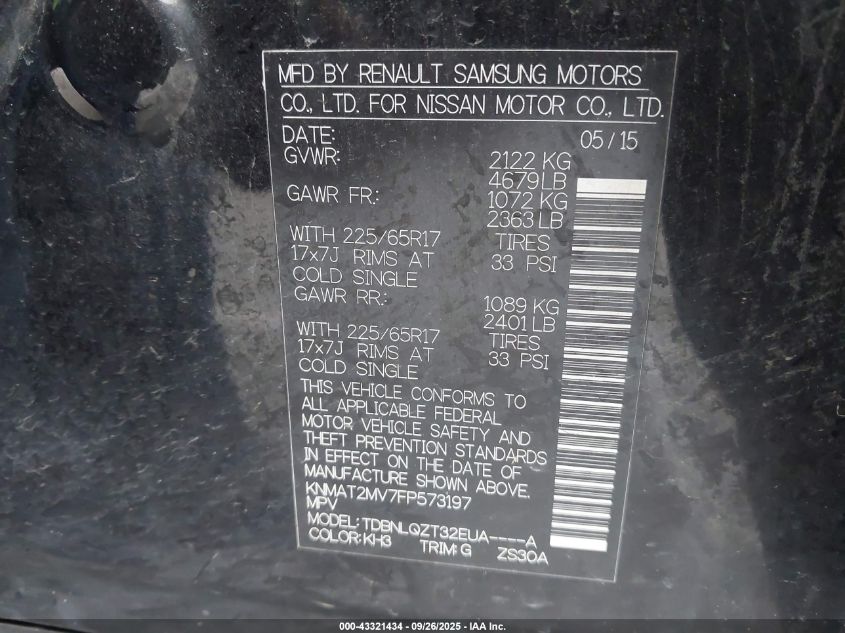 MFD BY RENAULT SAMSUNG MOTORS
CO., LTD. FOR NISSAN MOTOR CO., LTD.
DATE: 05/15
GVWR: 2122 KG
4679 LB
GAWR FR.: 1072 KG
2363 LB
WITH 225/65R17 TIRES
17x7J RIMS AT 33 PSI
COLD SINGLE
GAWR RR.: 1089 KG
2401 LB
WITH 225/65R17 TIRES
17x7J RIMS AT 33 PSI
COLD SINGLE
THIS VEHICLE CONFORMS TO
ALL APPLICABLE FEDERAL
MOTOR VEHICLE SAFETY AND
THEFT PREVENTION STANDARDS
IN EFFECT ON THE DATE OF
MANUFACTURE SHOWN ABOVE.
KNMAT2MV7FP573197
MPV
MODEL: TDBNLQZT32EUA----A
COLOR: KH3 TRIM: G ZS30A
000-43321434 - 09/26/2025 - IAA Inc.